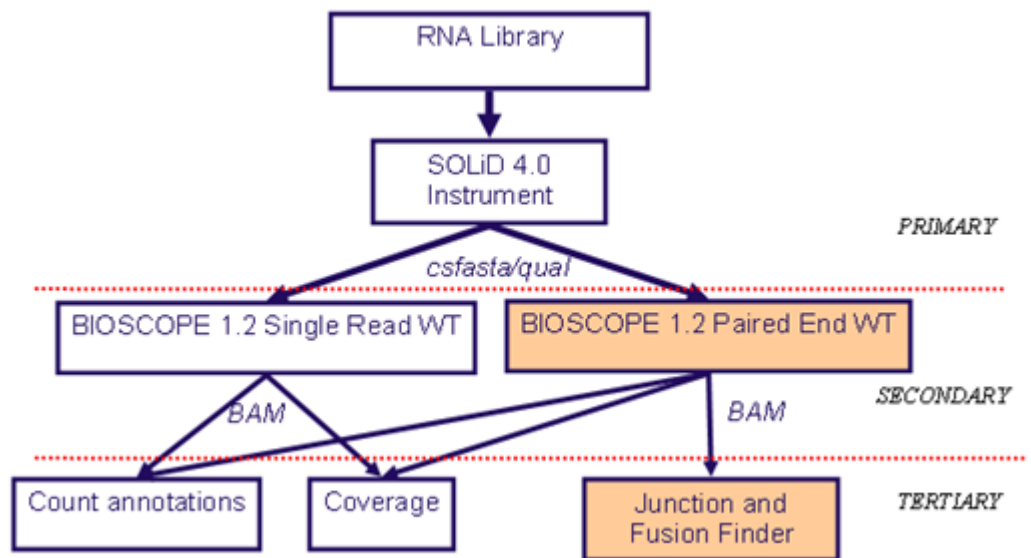 RNA Library
SOLiD 4.0
Instrument
PRIMARY
csfasta/qual
BIOSCOPE 1.2 Single Read WT
BIOSCOPE 1.2 Paired End WT
BAM
BAM
SECONDARY
Count annotations
Coverage
Junction and
Fusion Finder
TERTIARY